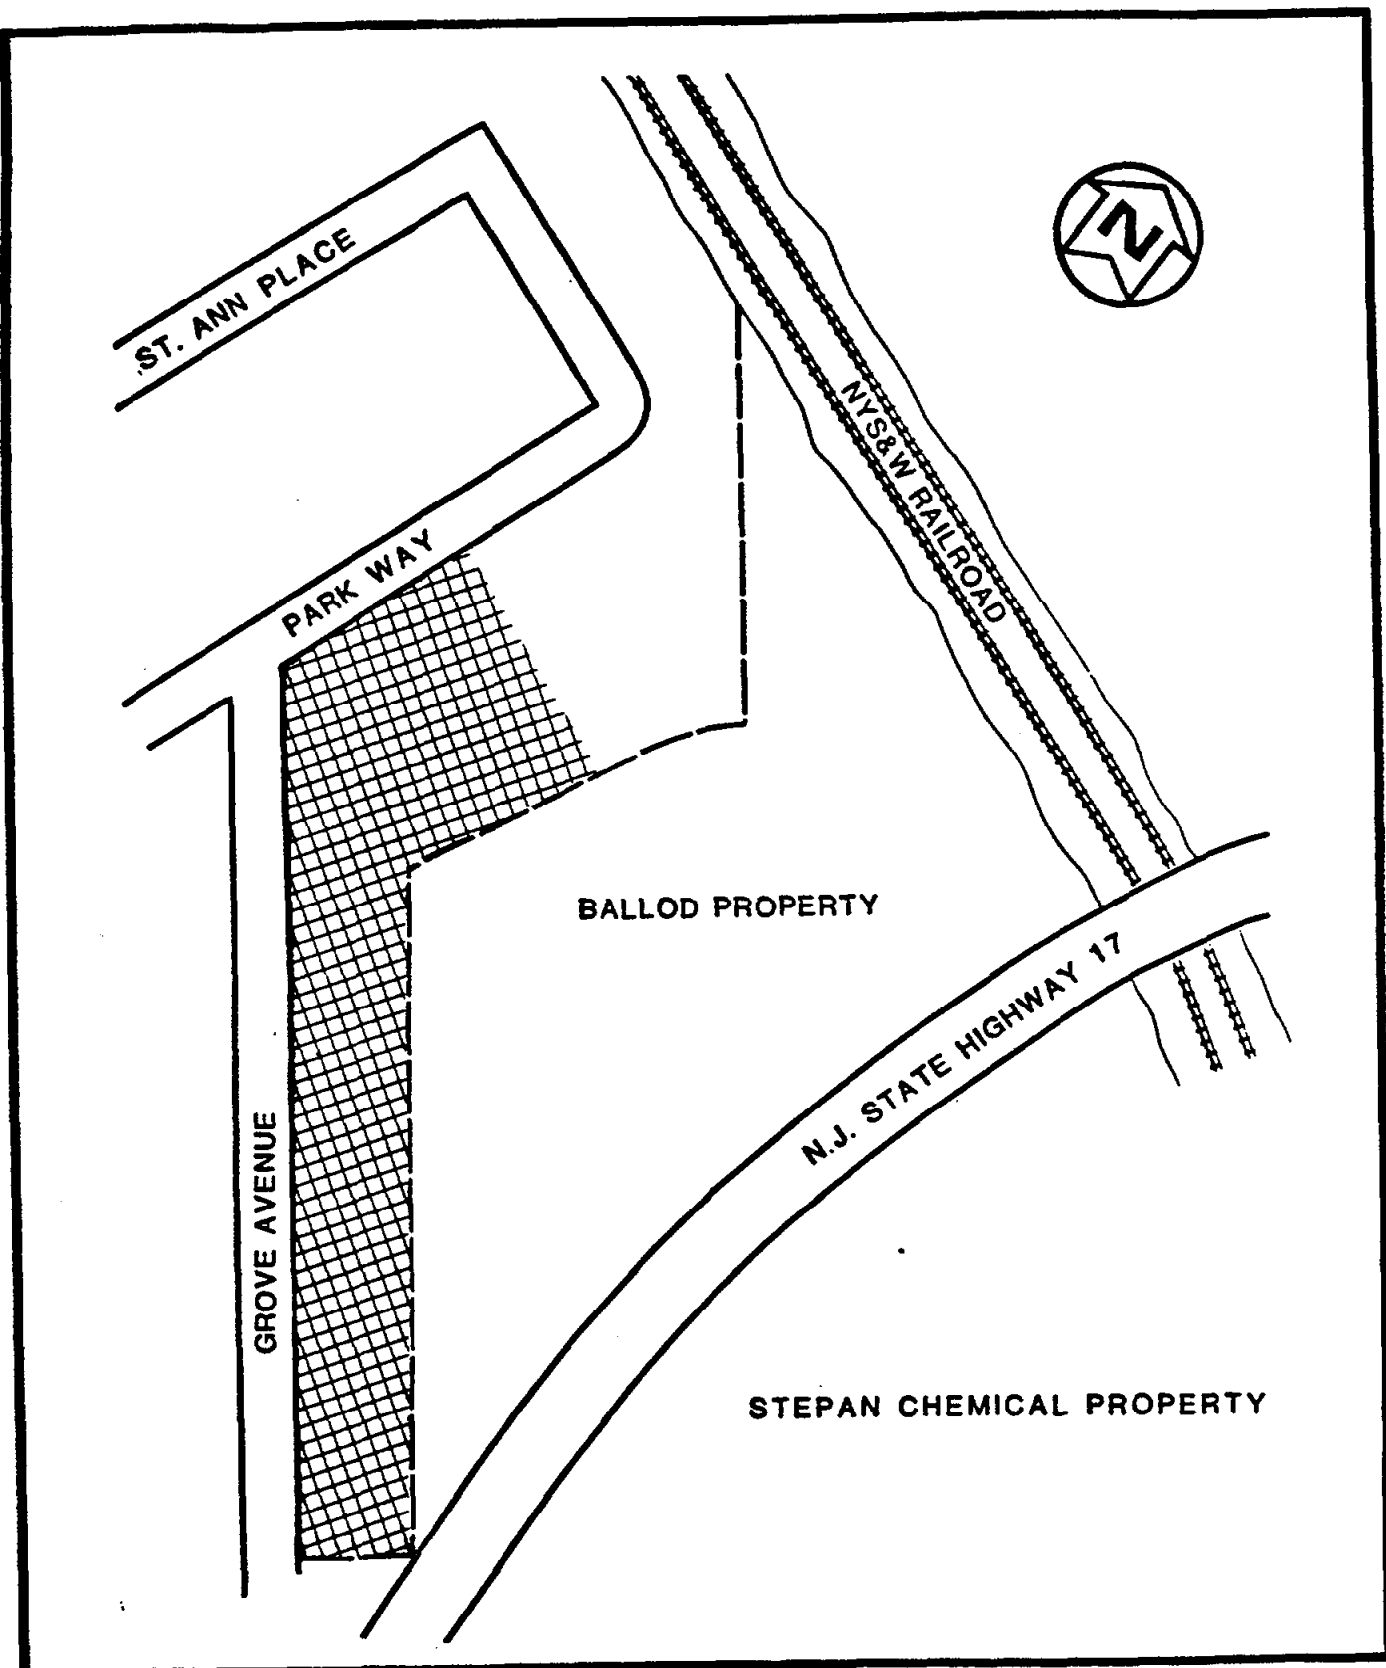 ST. ANN PLACE
N
NYS&W RAILROAD
PARK WAY
BALLOD PROPERTY
N.J. STATE HIGHWAY 17
GROVE AVENUE
STEPAN CHEMICAL PROPERTY